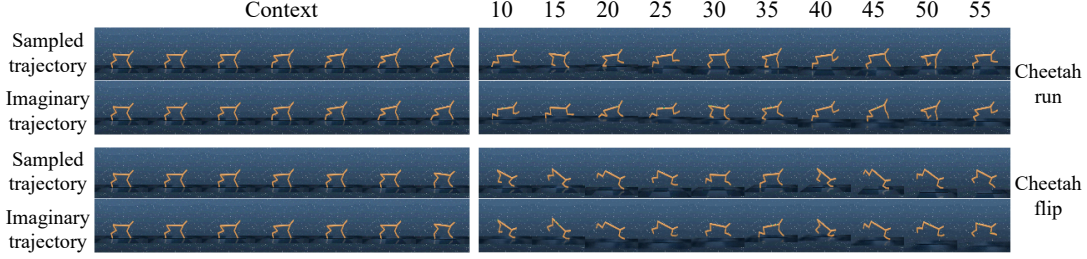 Context 10 15 20 25 30 35 40 45 50 55
Sampled
trajectory
Imaginary
trajectory
Cheetah
run
Sampled
trajectory
Imaginary
trajectory
Cheetah
flip